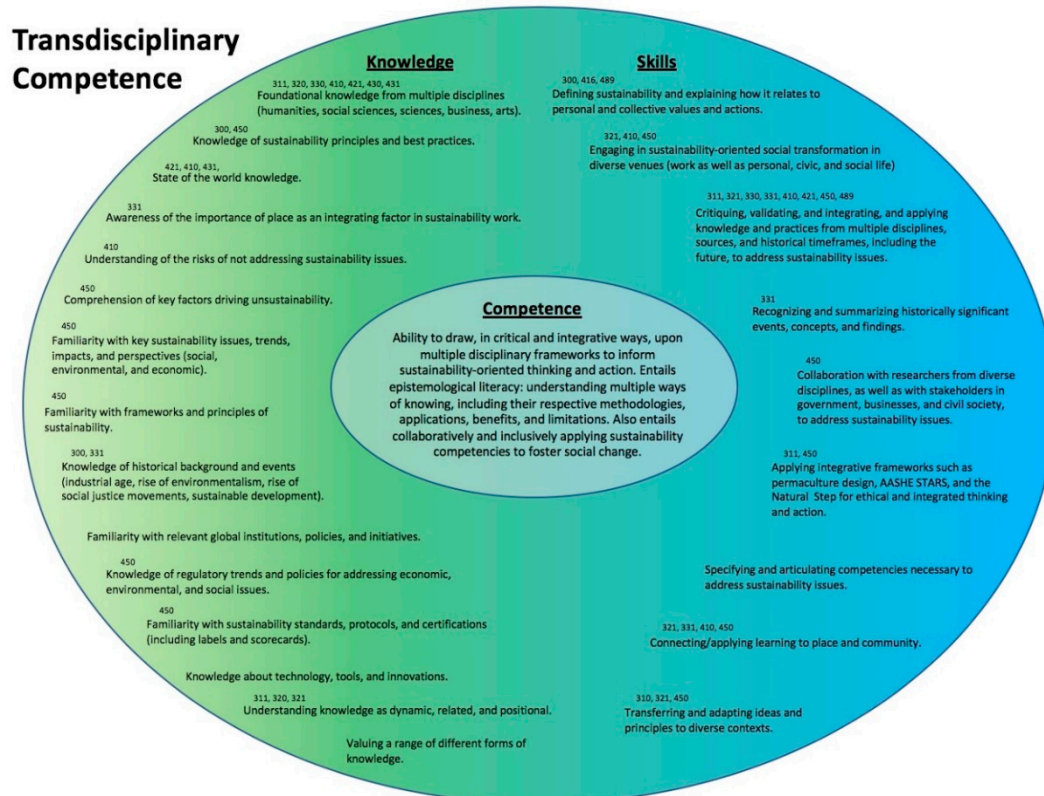 Transdisciplinary
Competence
Knowledge
311, 320, 330, 410, 421, 430, 431
Foundational knowledge from multiple disciplines
(humanities, social sciences, sciences, business, arts).
300, 450
Knowledge of sustainability principles and best practices.
421, 410, 431,
State of the world knowledge.
331
Awareness of the importance of place as an integrating factor in sustainability work.
410
Understanding of the risks of not addressing sustainability issues.
450
Comprehension of key factors driving unsustainability.
450
Familiarity with key sustainability issues, trends,
impacts, and perspectives (social,
environmental, and economic).
450
Familiarity with frameworks and principles of
sustainability.
300, 331
Knowledge of historical background and events
(industrial age, rise of environmentalism, rise of
social justice movements, sustainable development).
Familiarity with relevant global institutions, policies, and initiatives.
450
Knowledge of regulatory trends and policies for addressing economic,
environmental, and social issues.
450
Familiarity with sustainability standards, protocols, and certifications
(including labels and scorecards).
Knowledge about technology, tools, and innovations.
311, 320, 321
Understanding knowledge as dynamic, related, and positional.
Valuing a range of different forms of
knowledge.
Competence
Ability to draw, in critical and integrative ways, upon
multiple disciplinary frameworks to inform
sustainability-oriented thinking and action. Entails
epistemological literacy: understanding multiple ways
of knowing, including their respective methodologies,
applications, benefits, and limitations. Also entails
collaboratively and inclusively applying sustainability
competencies to foster social change.
Skills
300, 416, 489
Defining sustainability and explaining how it relates to
personal and collective values and actions.
321, 410, 450
Engaging in sustainability-oriented social transformation in
diverse venues (work as well as personal, civic, and social life)
311, 321, 330, 331, 410, 421, 450, 489
Critiquing, validating, and integrating, and applying
knowledge and practices from multiple disciplines,
sources, and historical timeframes, including the
future, to address sustainability issues.
331
Recognizing and summarizing historically significant
events, concepts, and findings.
450
Collaboration with researchers from diverse
disciplines, as well as with stakeholders in
government, businesses, and civil society,
to address sustainability issues.
311, 450
Applying integrative frameworks such as
permaculture design, AASHE STARS, and the
Natural Step for ethical and integrated thinking
and action.
Specifying and articulating competencies necessary to
address sustainability issues.
321, 331, 410, 450
Connecting/applying learning to place and community.
310, 321, 450
Transferring and adapting ideas and
principles to diverse contexts.